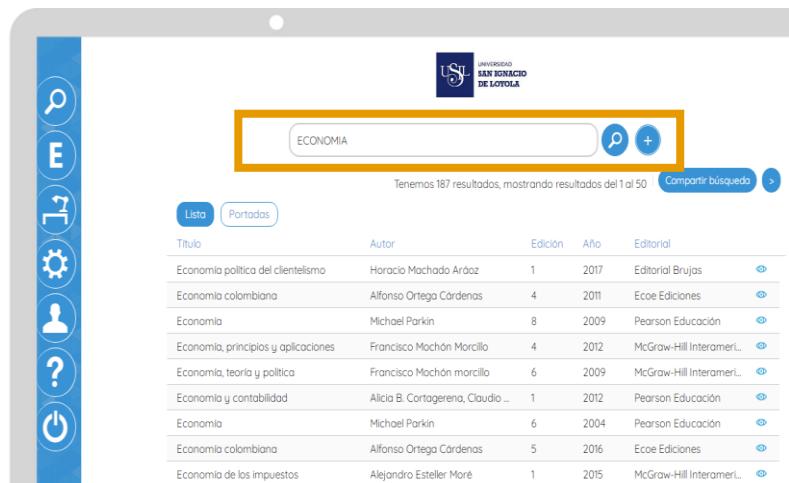 UNIVERSIDAD
USIL SAN IGNACIO
DE LOYOLA
ECONOMIA
+
Tenemos 187 resultados, mostrando resultados del 1 al 50 Compartir búsqueda >
Lista Portadas
Título Autor Edición Año Editorial
Economía política del clientelismo Horacio Machado Aráoz 1 2017 Editorial Brujas
Economía colombiana Alfonso Ortega Cárdenas 4 2011 Ecoe Ediciones
Economía Michael Parkin 8 2009 Pearson Educación
Economía, principios y aplicaciones Francisco Mochón Morcillo 4 2012 McGraw-Hill Interameri...
Economía, teoría y política Francisco Mochón morcillo 6 2009 McGraw-Hill Interameri...
Economía y contabilidad Alicia B. Cortagerena, Claudio ... 1 2012 Pearson Educación
Economía Michael Parkin 6 2004 Pearson Educación
Economía colombiana Alfonso Ortega Cárdenas 5 2016 Ecoe Ediciones
Economía de los impuestos Alejandro Esteller Moré 1 2015 McGraw-Hill Interameri...
E
?